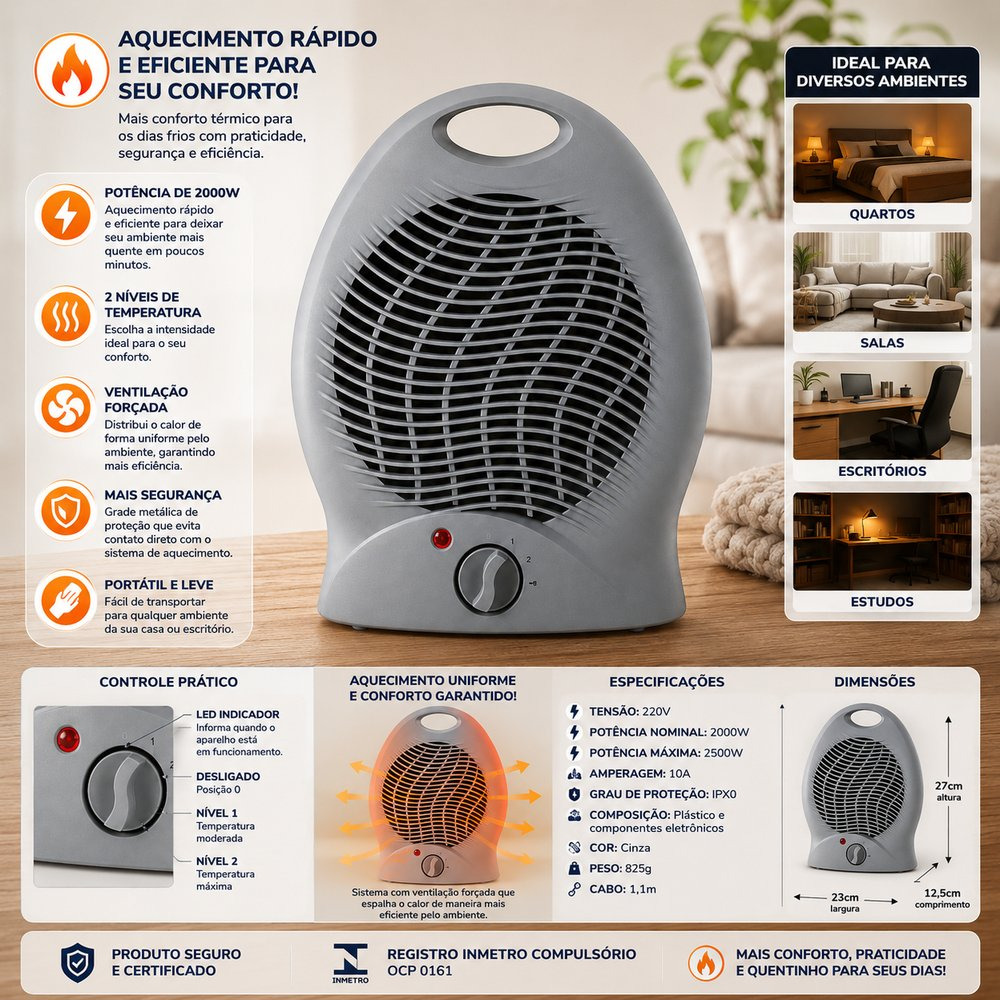 AQUECIMENTO RÁPIDO
E EFICIENTE PARA
SEU CONFORTO!
Mais conforto térmico para
os dias frios com praticidade,
segurança e eficiência.
POTÊNCIA DE 2000W
Aquecimento rápido
e eficiente para deixar
seu ambiente mais
quente em poucos
minutos.
2 NÍVEIS DE
TEMPERATURA
Escolha a intensidade
ideal para o seu
conforto.
VENTILAÇÃO
FORÇADA
Distribui o calor de
forma uniforme pelo
ambiente, garantindo
mais eficiência.
MAIS SEGURANÇA
Grade metálica de
proteção que evita
contato direto com o
sistema de aquecimento.
PORTÁTIL E LEVE
Fácil de transportar
para qualquer ambiente
da sua casa ou escritório.
1
2
IDEAL PARA
DIVERSOS AMBIENTES
QUARTOS
SALAS
ESCRITÓRIOS
ESTUDOS
CONTROLE PRÁTICO
1
2
LED INDICADOR
Informa quando o
aparelho está
em funcionamento.
DESLIGADO
Posição 0
NÍVEL 1
Temperatura
moderada
NÍVEL 2
Temperatura
máxima
AQUECIMENTO UNIFORME
E CONFORTO GARANTIDO!
Sistema com ventilação forçada que
espalha o calor de maneira mais
eficiente pelo ambiente.
ESPECIFICAÇÕES
TENSÃO: 220V
POTÊNCIA NOMINAL: 2000W
POTÊNCIA MÁXIMA: 2500W
AMPERAGEM: 10A
GRAU DE PROTEÇÃO: IPX0
COMPOSIÇÃO: Plástico e
componentes eletrônicos
COR: Cinza
PESO: 825g
CABO: 1,1m
DIMENSÕES
27cm
altura
23cm
largura
12,5cm
comprimento
PRODUTO SEGURO
E CERTIFICADO
INMETRO
REGISTRO INMETRO COMPULSÓRIO
OCP 0161
MAIS CONFORTO, PRATICIDADE
E QUENTINHO PARA SEUS DIAS!